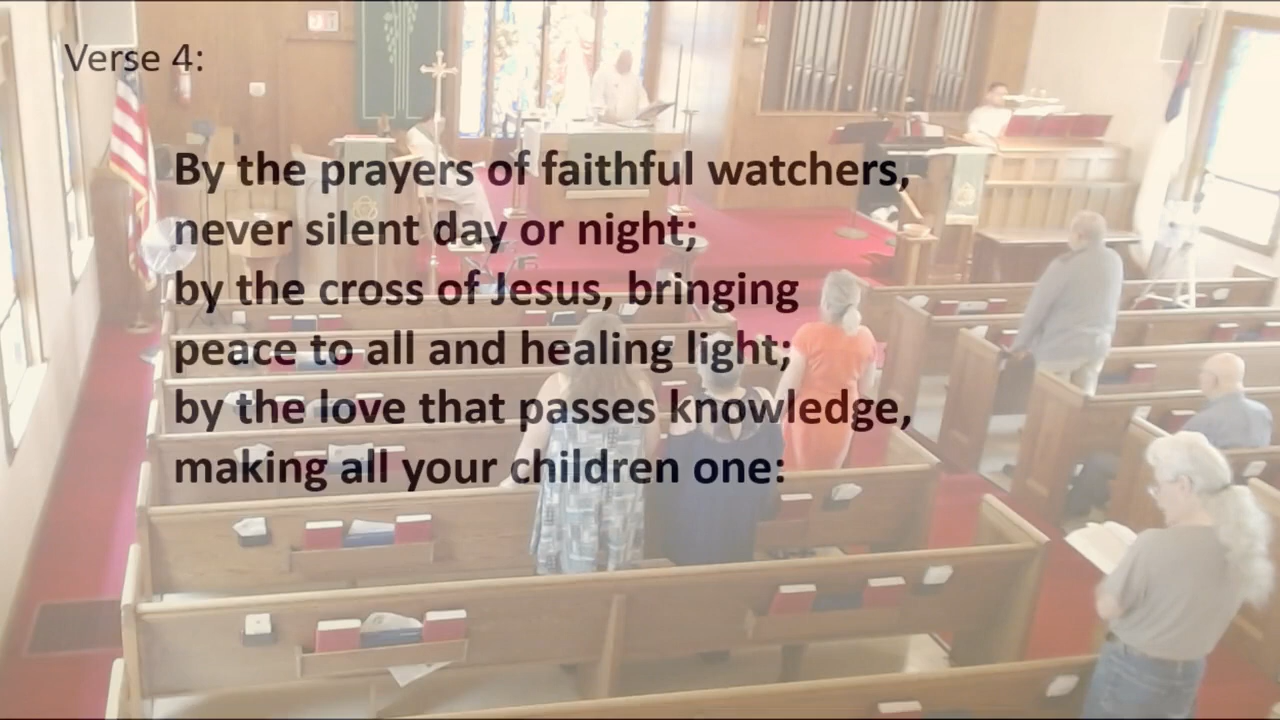 Verse 4:
By the prayers of faithful watchers,
never silent day or night;
by the cross of Jesus, bringing
peace to all and healing light;
by the love that passes knowledge,
making all your children one: